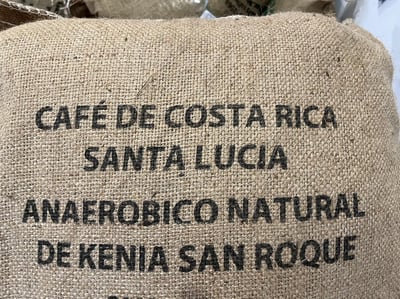 CAFÉ DE COSTA RICA
SANTA LUCIA
ANAEROBICO NATURAL
DE KENIA SAN ROQUE